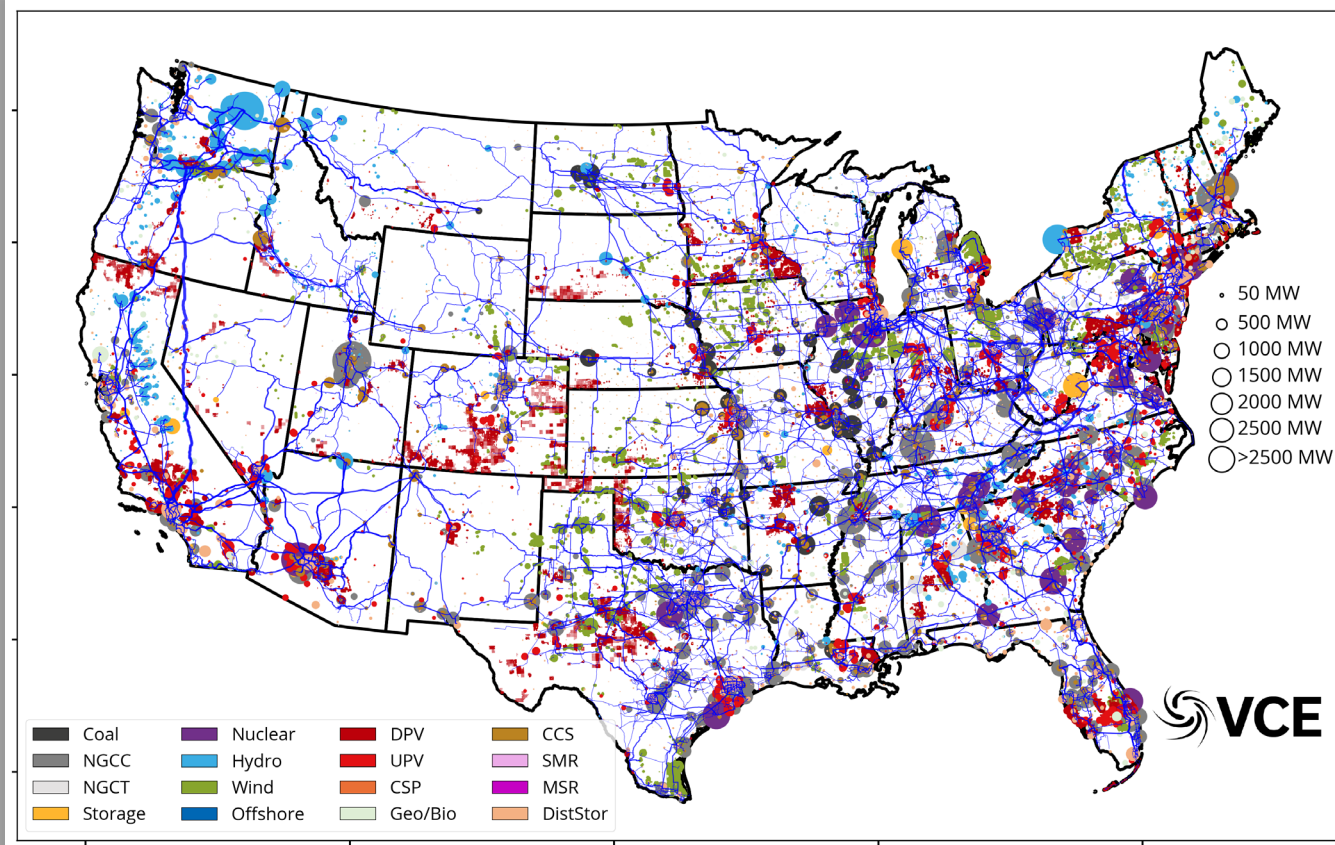 50 MW
500 MW
1000 MW
1500 MW
2000 MW
2500 MW
>2500 MW
VCE
Coal Nuclear DPV CCS
NGCC Hydro UPV SMR
NGCT Wind CSP MSR
Storage Offshore Geo/Bio DistStor